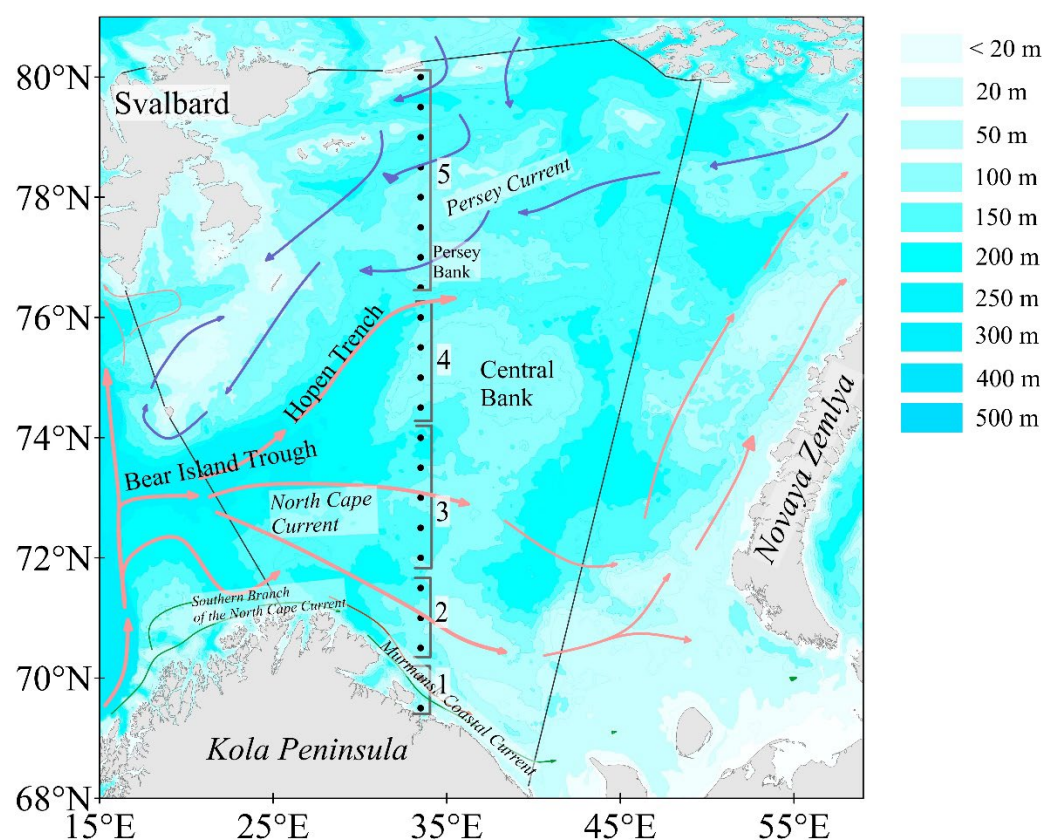 80°N
78°N
76°N
74°N
72°N
70°N
68°N
15°E
25°E
35°E
45°E
55°E
Svalbard
5
Persey Current
Persey
Bank
Hopen Trench
4
Central
Bank
Bear Island Trough
North Cape
Current
3
Novaya Zemlya
Southern Branch
of the North Cape Current
2
1
Murmansk Coastal Current
Kola Peninsula
< 20 m
20 m
50 m
100 m
150 m
200 m
250 m
300 m
400 m
500 m